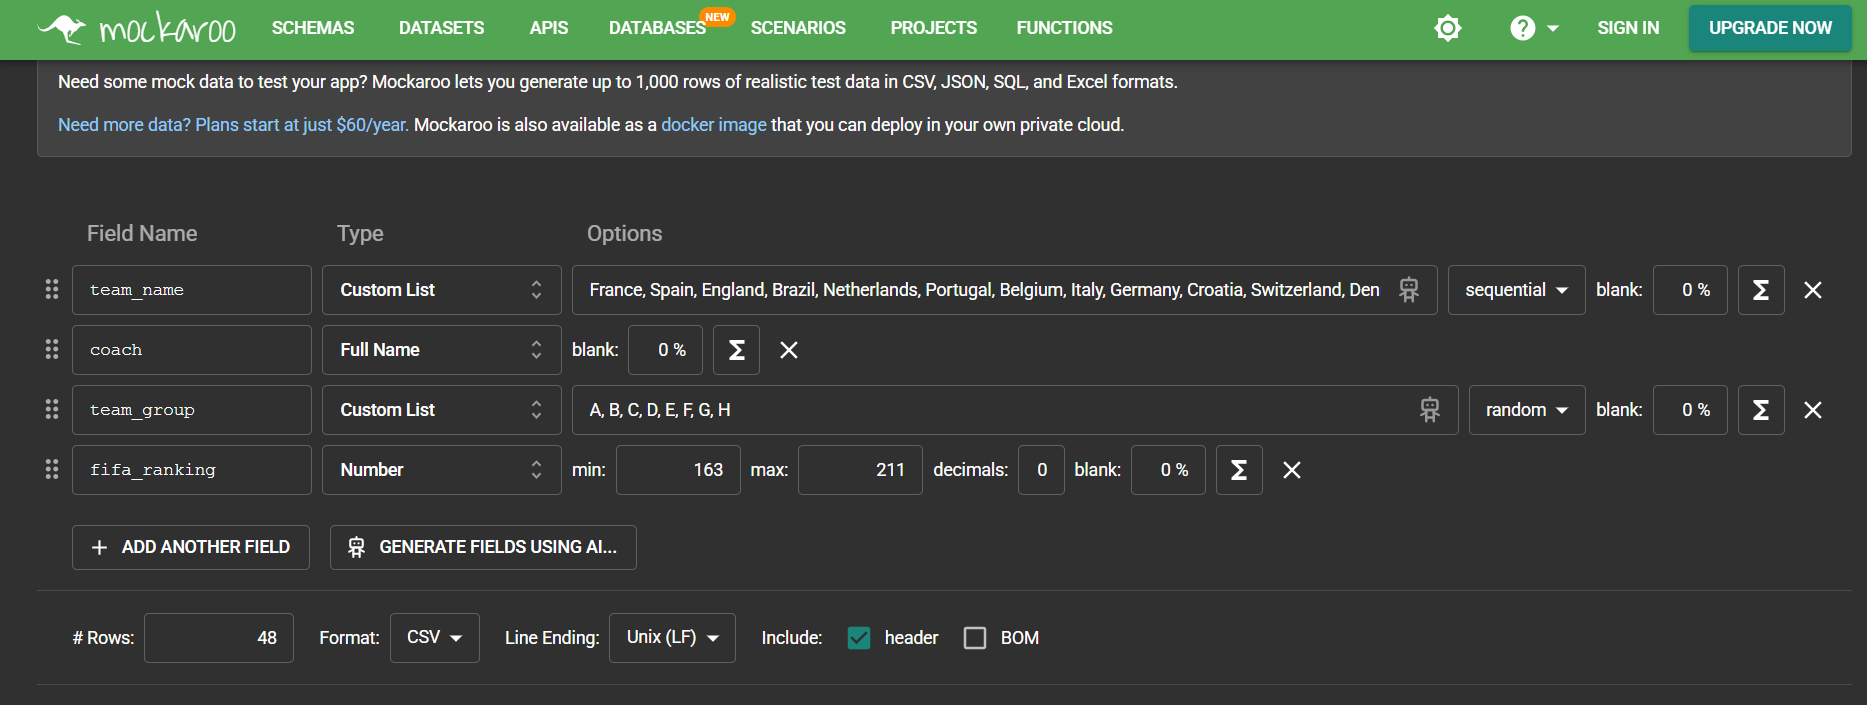 mockaroo SCHEMAS DATASETS APIS DATABASES NEW SCENARIOS PROJECTS FUNCTIONS ? SIGN IN UPGRADE NOW
Need some mock data to test your app? Mockaroo lets you generate up to 1,000 rows of realistic test data in CSV, JSON, SQL, and Excel formats.
Need more data? Plans start at just $60/year. Mockaroo is also available as a docker image that you can deploy in your own private cloud.
Field Name Type Options
team_name Custom List France, Spain, England, Brazil, Netherlands, Portugal, Belgium, Italy, Germany, Croatia, Switzerland, Den sequential blank: 0 % Σ
coach Full Name blank: 0 % Σ
team_group Custom List A, B, C, D, E, F, G, H random blank: 0 % Σ
fifa_ranking Number min: 163 max: 211 decimals: 0 blank: 0 % Σ
+ ADD ANOTHER FIELD GENERATE FIELDS USING AI...
# Rows: 48 Format: CSV Line Ending: Unix (LF) Include: header BOM